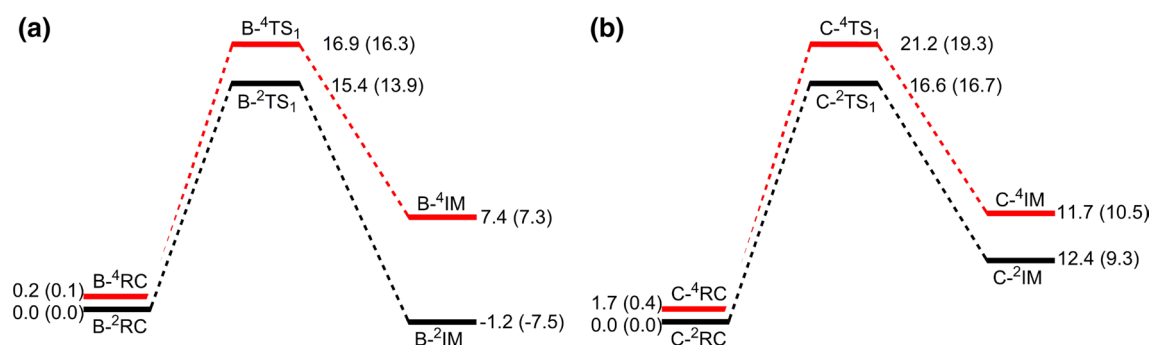 (a)
B-⁴TS₁
16.9 (16.3)
15.4 (13.9)
B-²TS₁
B-⁴IM
7.4 (7.3)
B-⁴RC
0.2 (0.1)
0.0 (0.0)
B-²RC
-1.2 (-7.5)
B-²IM
(b)
C-⁴TS₁
21.2 (19.3)
16.6 (16.7)
C-²TS₁
C-⁴IM
11.7 (10.5)
12.4 (9.3)
C-²IM
C-⁴RC
1.7 (0.4)
0.0 (0.0)
C-²RC